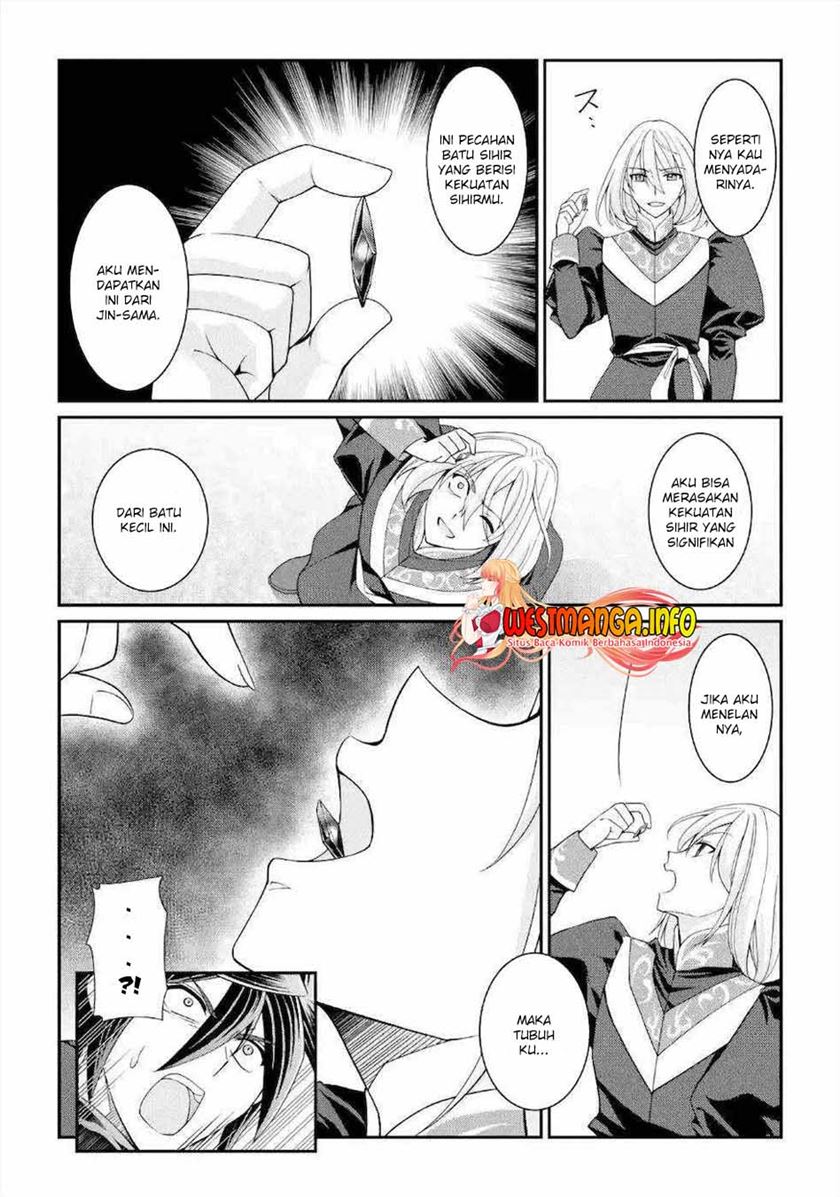 SEPERTI
NYA KAU
MENYADA-
RINYA.
ス…
INI PECAHAN
BATU SIHIR
YANG BERISI
KEKUATAN
SIHIRMU.
AKU MEN-
DAPATKAN
INI DARI
JIN-SAMA.
AKU BISA
MERASAKAN
KEKUATAN
SIHIR YANG
SIGNIFIKAN
DARI BATU
KECIL INI.
WESTMANGA.INFO
Situs Baca Komik Berbahasa Indonesia
JIKA AKU
MENELAN
NYA,
MAKA
TUBUH
KU...
. . . ?!